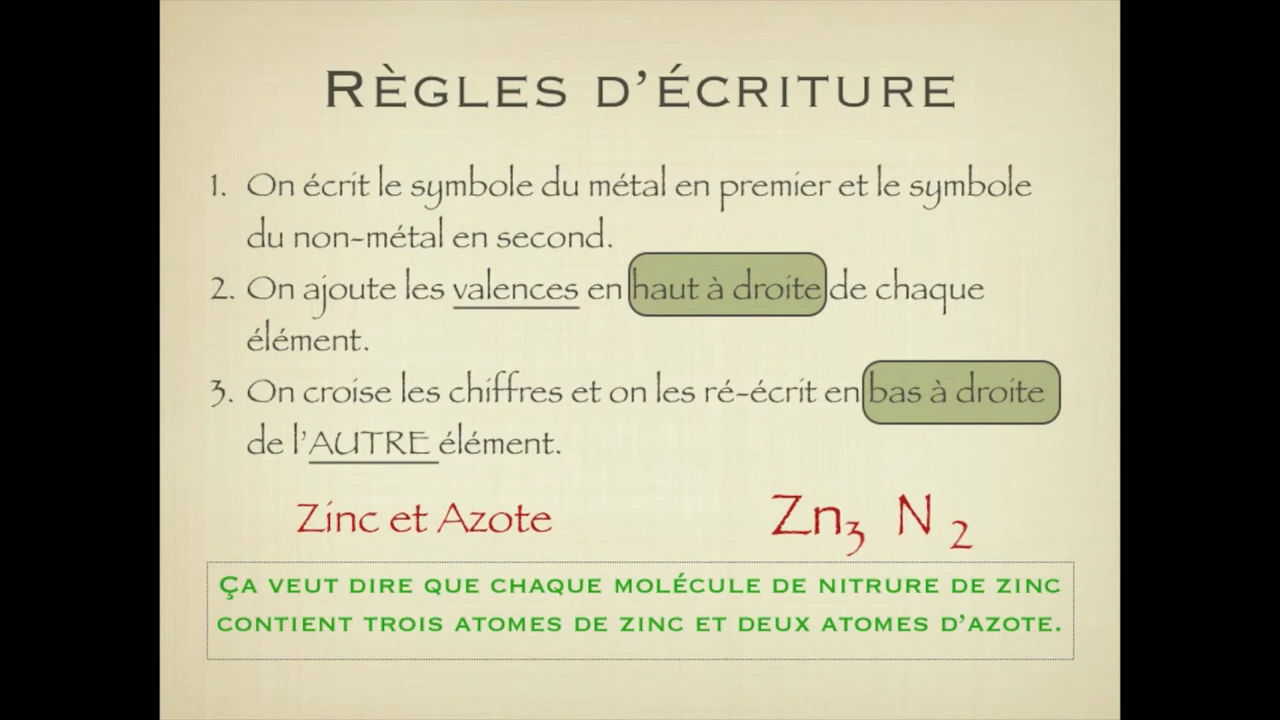 RÈGLES D'ÉCRITURE
1. On écrit le symbole du métal en premier et le symbole
du non-métal en second.
2. On ajoute les valences en haut à droite de chaque
élément.
3. On croise les chiffres et on les ré-écrit en bas à droite
de l'AUTRE élément.
Zinc et Azote Zn₃ N ₂
ÇA VEUT DIRE QUE CHAQUE MOLÉCULE DE NITRURE DE ZINC
CONTIENT TROIS ATOMES DE ZINC ET DEUX ATOMES D'AZOTE.